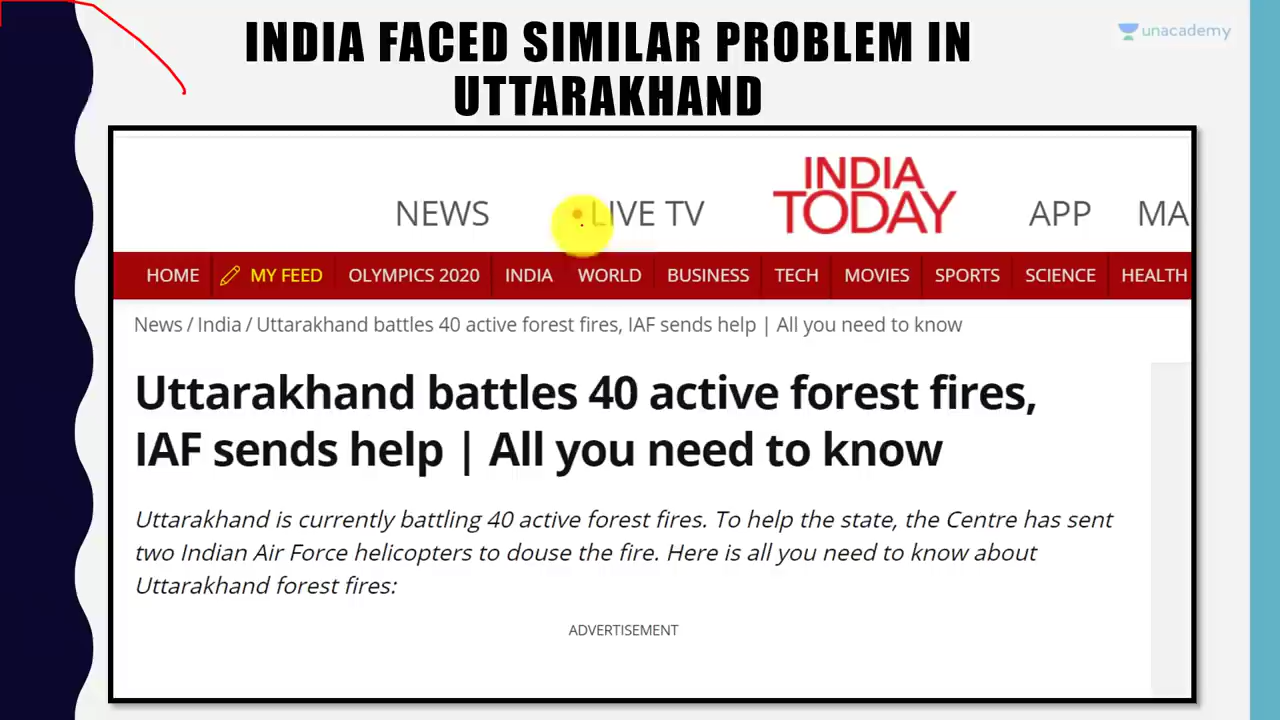 INDIA FACED SIMILAR PROBLEM IN
UTTARAKHAND
unacademy
NEWS
LIVE TV
INDIA
TODAY
APP
MA
HOME MY FEED OLYMPICS 2020 INDIA WORLD BUSINESS TECH MOVIES SPORTS SCIENCE HEALTH
News / India / Uttarakhand battles 40 active forest fires, IAF sends help | All you need to know
Uttarakhand battles 40 active forest fires,
IAF sends help | All you need to know
Uttarakhand is currently battling 40 active forest fires. To help the state, the Centre has sent
two Indian Air Force helicopters to douse the fire. Here is all you need to know about
Uttarakhand forest fires:
ADVERTISEMENT